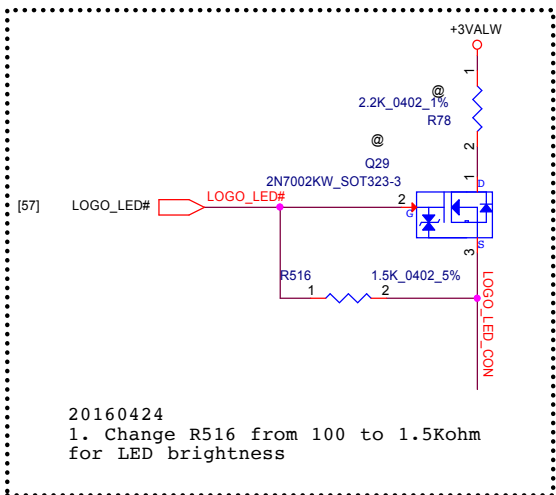 +3VALW
1
@
2.2K_0402_1%
R78
@
2
Q29
2N7002KW_SOT323-3
1
D
[57]
LOGO_LED#
LOGO_LED#
2
G
S
3
R516
1.5K_0402_5%
1
2
LOGO_LED_CON
20160424
1. Change R516 from 100 to 1.5Kohm
for LED brightness